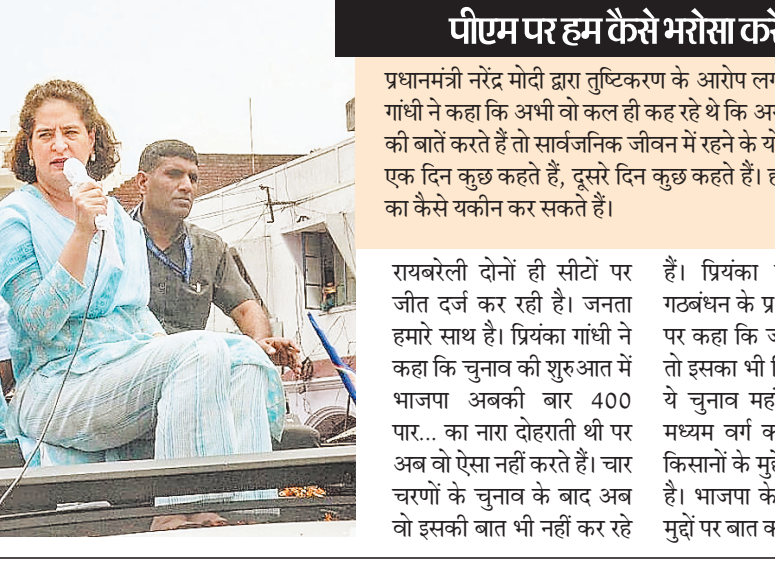 पीएम पर हम कैसे भरोसा करें
प्रधानमंत्री नरेंद्र मोदी द्वारा तुष्टिकरण के आरोप
गांधी ने कहा कि अभी वो कल ही कह रहे थे कि
की बातें करते हैं तो सार्वजनिक जीवन में रहने के
एक दिन कुछ कहते हैं, दूसरे दिन कुछ कहते हैं।
का कैसे यकीन कर सकते हैं।
रायबरेली दोनों ही सीटों पर
जीत दर्ज कर रही है। जनता
हमारे साथ है। प्रियंका गांधी ने
कहा कि चुनाव की शुरुआत में
भाजपा अबकी बार 400
पार... का नारा दोहराती थी पर
अब वो ऐसा नहीं करते हैं। चार
चरणों के चुनाव के बाद अब
वो इसकी बात भी नहीं कर रहे
हैं। प्रियंका
गठबंधन के
पर कहा कि
तो इसका भी
ये चुनाव
मध्यम वर्ग
किसानों के
है। भाजपा के
मुद्दों पर बात